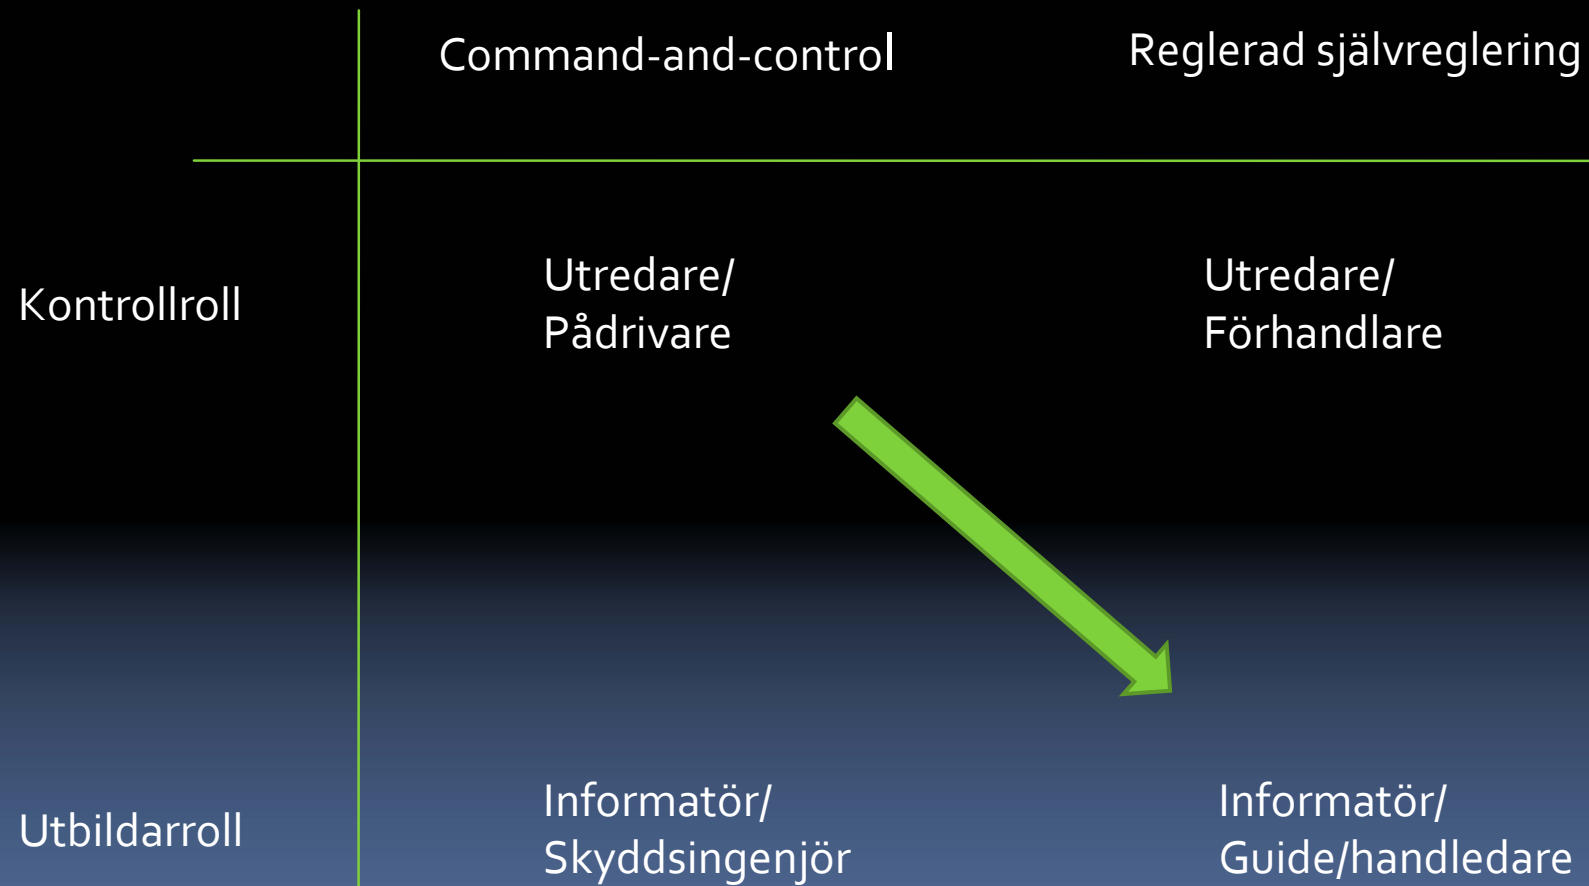 Command-and-control
Reglerad självreglering
Kontrollroll
Utredare/
Pådrivare
Utredare/
Förhandlare
Utbildarroll
Informatör/
Skyddsingenjör
Informatör/
Guide/handledare